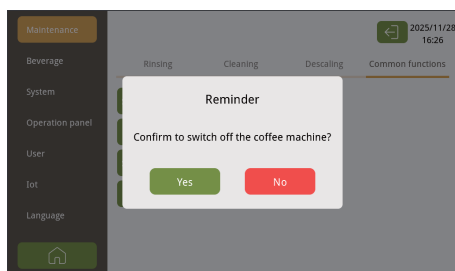 Maintenance
2025/11/28
16:26
Beverage
Rinsing
Cleaning
Descaling
Common functions
System
Operation panel
User
Iot
Language
Reminder
Confirm to switch off the coffee machine?
Yes
No